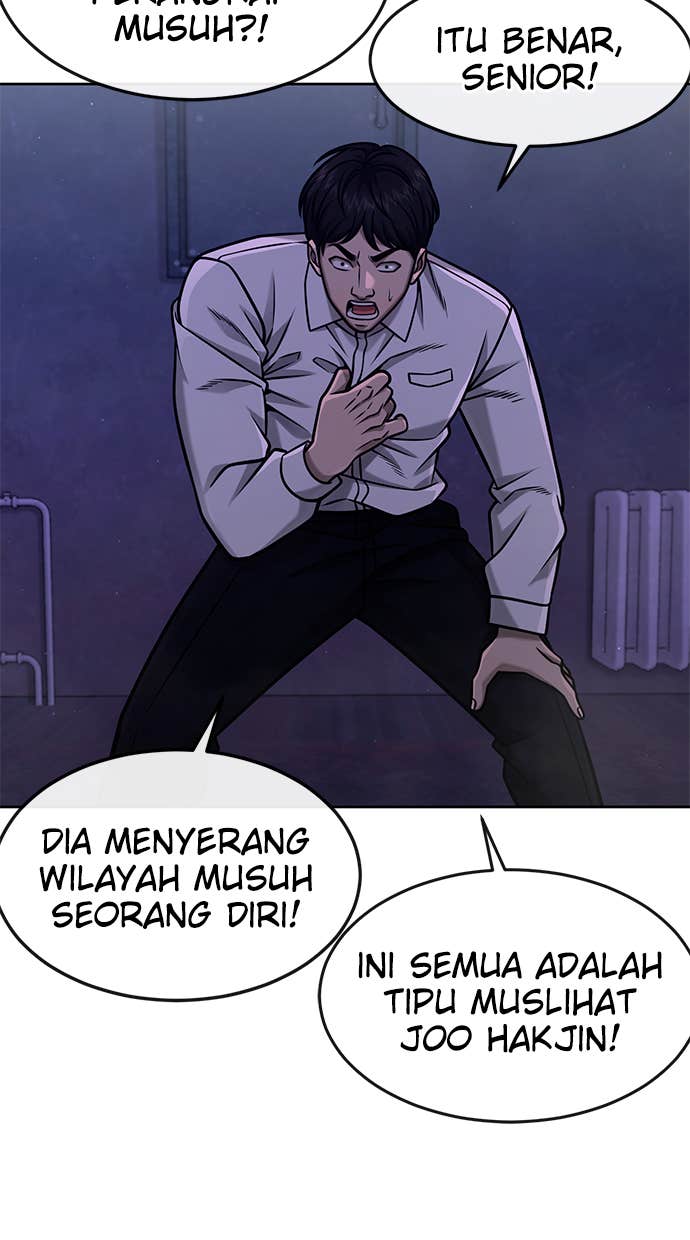 MUSUH?!
ITU BENAR,
SENIOR!
DIA MENYERANG
WILAYAH MUSUH
SEORANG DIRI!
INI SEMUA ADALAH
TIPU MUSLIHAT
JOO HAKJIN!